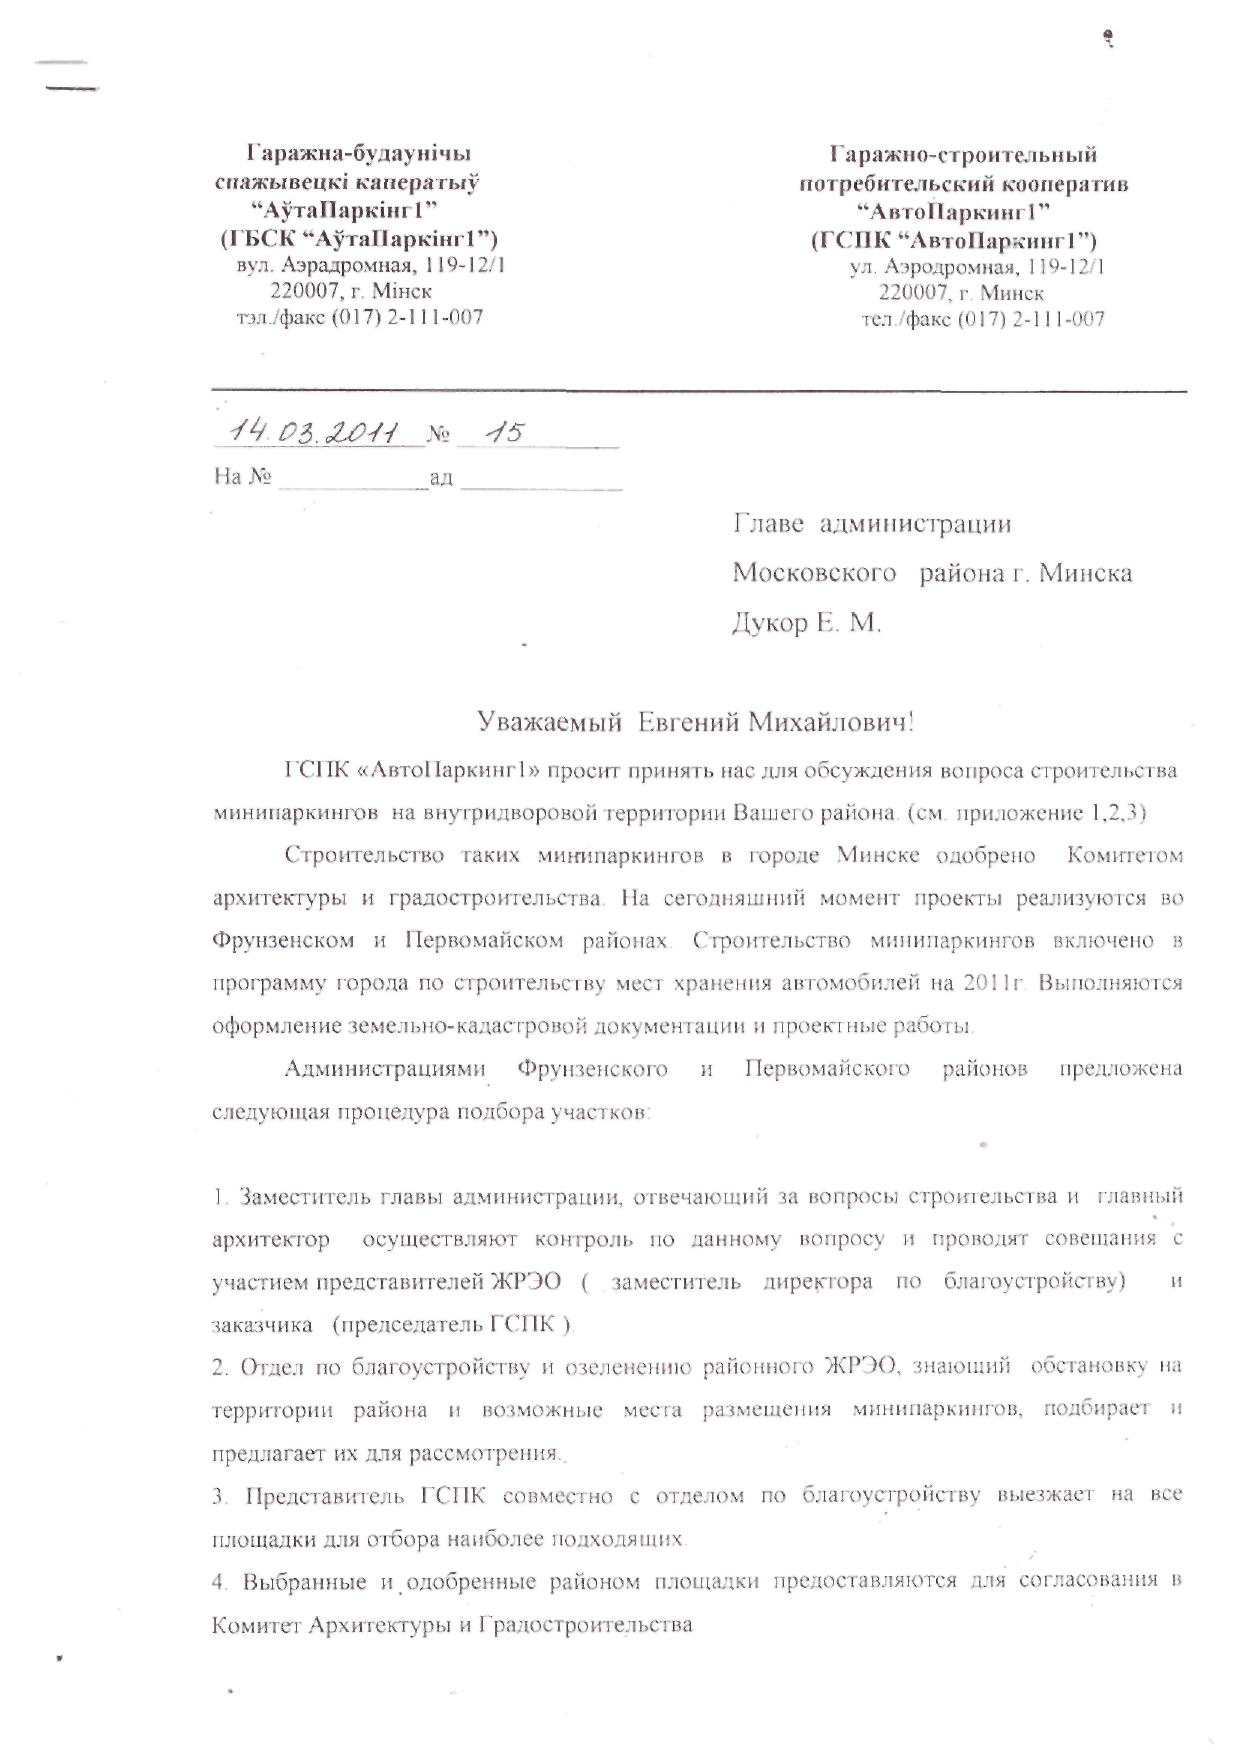 Гаражна-будаунічы
спажывецкі каператыў
“АўтаПаркінг1”
(ГБСК “АўтаПаркінг1”)
вул. Аэрадромная, 119-12/1
220007, г. Мінск
тэл./факс (017) 2-111-007
Гаражно-строительный
потребительский кооператив
“АвтоПаркинг1”
(ГСПК “АвтоПаркинг1”)
ул. Аэродромная, 119-12/1
220007, г. Минск
тел./факс (017) 2-111-007
14.03.2011 № 15
На № ____________ад _____________
Главе администрации
Московского района г. Минска
Дукор Е. М.
Уважаемый Евгений Михайлович!
ГСПК «АвтоПаркинг1» просит принять нас для обсуждения вопроса строительства
минипаркингов на внутридворовой территории Вашего района. (см. приложение 1,2,3)
Строительство таких минипаркингов в городе Минске одобрено Комитетом
архитектуры и градостроительства. На сегодняшний момент проекты реализуются во
Фрунзенском и Первомайском районах. Строительство минипаркингов включено в
программу города по строительству мест хранения автомобилей на 2011г. Выполняются
оформление земельно-кадастровой документации и проектные работы.
Администрациями Фрунзенского и Первомайского районов предложена
следующая процедура подбора участков:
1. Заместитель главы администрации, отвечающий за вопросы строительства и главный
архитектор осуществляют контроль по данному вопросу и проводят совещания с
участием представителей ЖРЭО ( заместитель директора по благоустройству) и
заказчика (председатель ГСПК ).
2. Отдел по благоустройству и озеленению районного ЖРЭО, знающий обстановку на
территории района и возможные места размещения минипаркингов, подбирает и
предлагает их для рассмотрения.
3. Представитель ГСПК совместно с отделом по благоустройству выезжает на все
площадки для отбора наиболее подходящих.
4. Выбранные и одобренные районом площадки предоставляются для согласования в
Комитет Архитектуры и Градостроительства